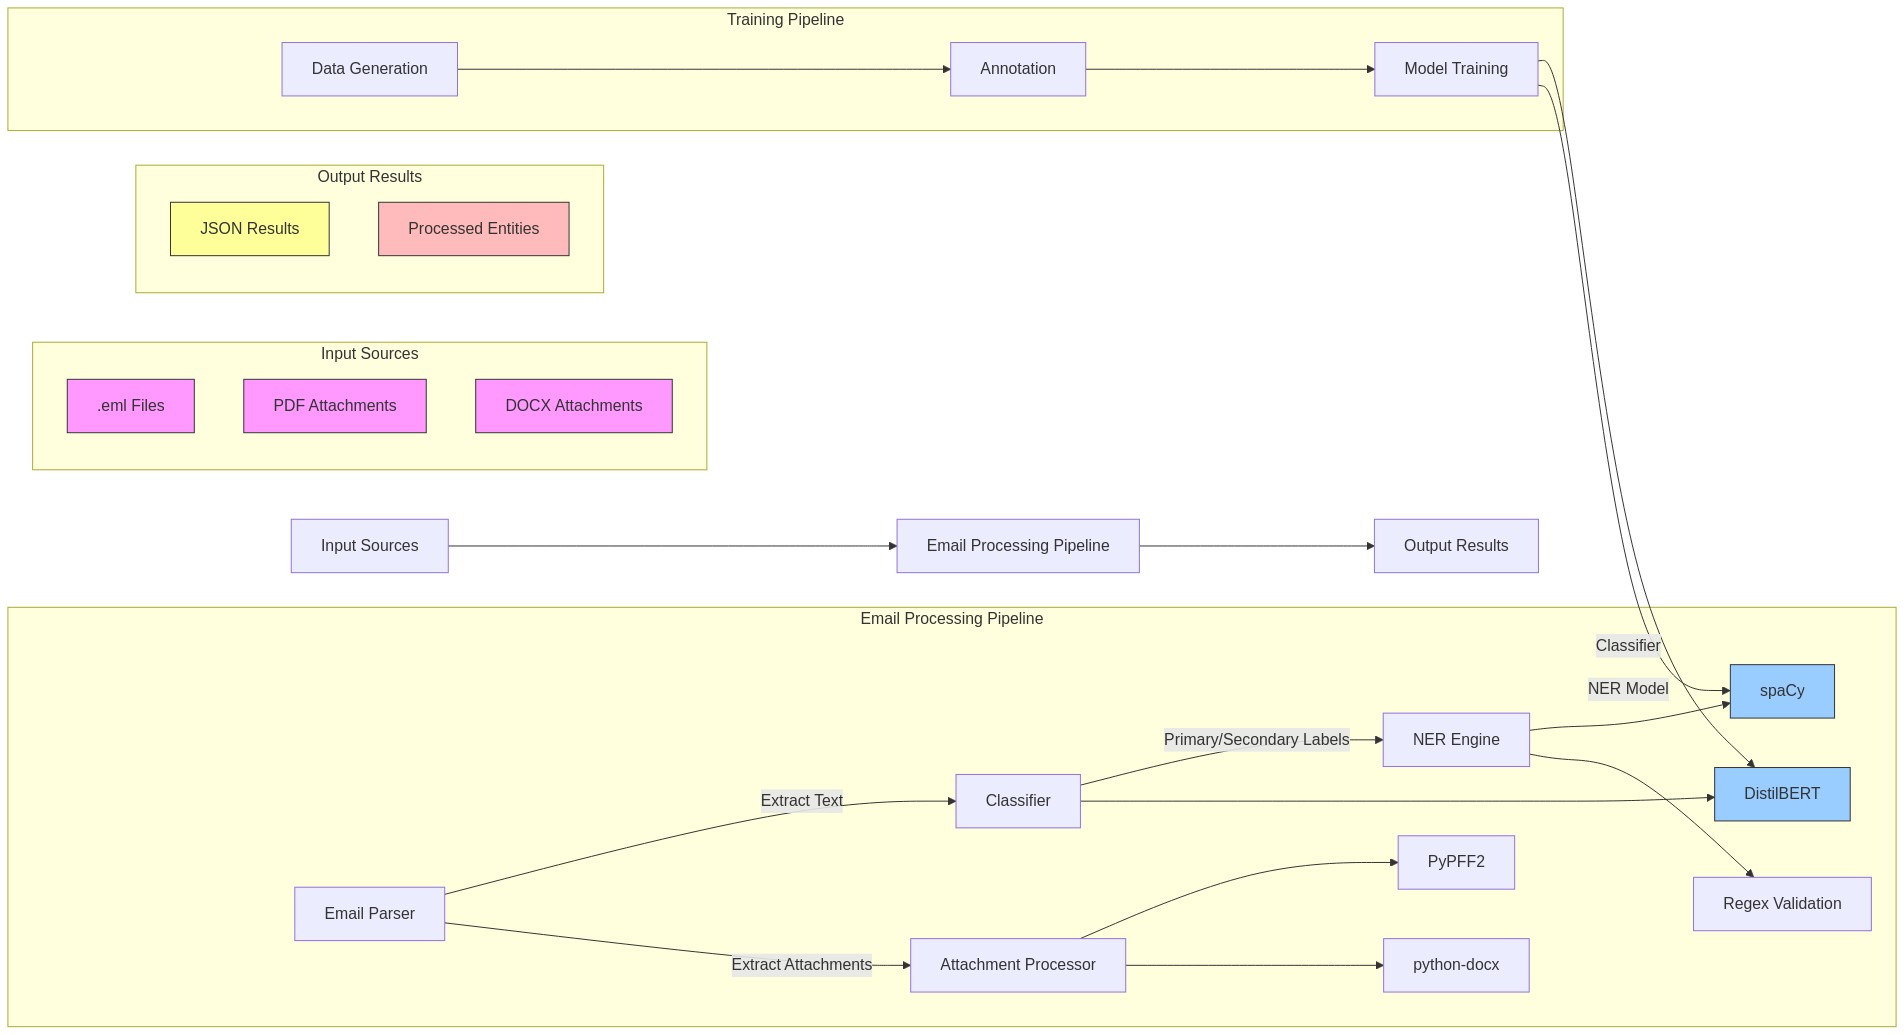 Training Pipeline
Data Generation
Annotation
Model Training
Output Results
JSON Results
Processed Entities
Input Sources
.eml Files
PDF Attachments
DOCX Attachments
Input Sources
Email Processing Pipeline
Output Results
Email Processing Pipeline
Classifier
NER Model
spaCy
Primary/Secondary Labels
NER Engine
Extract Text
Classifier
DistilBERT
PyPFF2
Email Parser
Regex Validation
Extract Attachments
Attachment Processor
python-docx